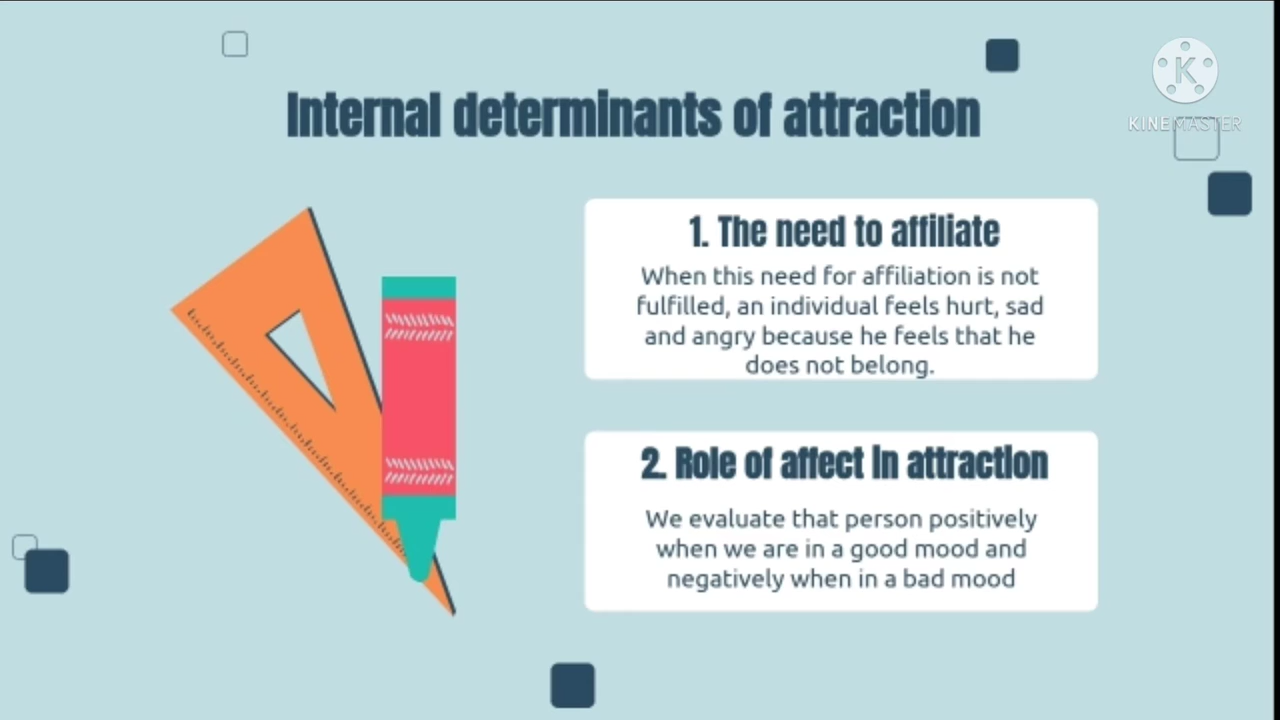 KINEMASTER
Internal determinants of attraction
1. The need to affiliate
When this need for affiliation is not
fulfilled, an individual feels hurt, sad
and angry because he feels that he
does not belong.
2. Role of affect in attraction
We evaluate that person positively
when we are in a good mood and
negatively when in a bad mood